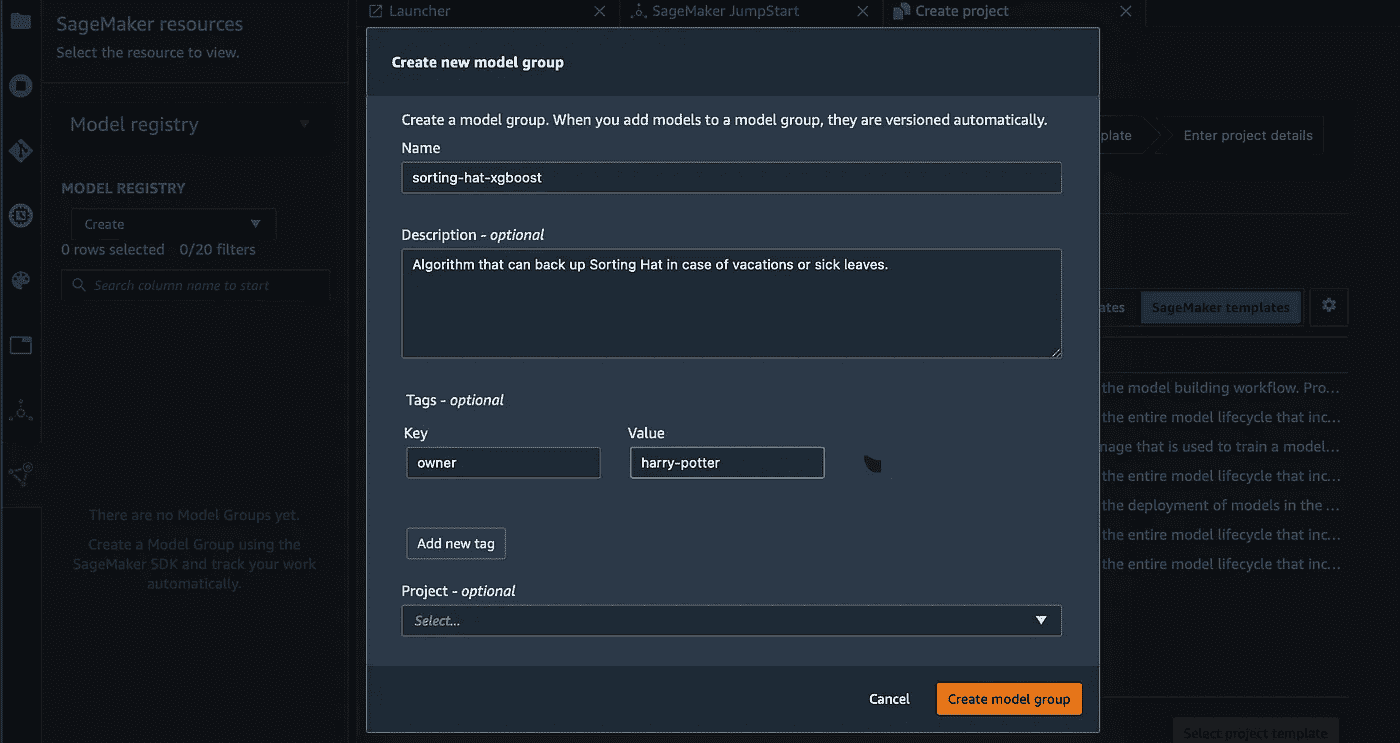 SageMaker resources
Select the resource to view.
Model registry
MODEL REGISTRY
Create
0 rows selected 0/20 filters
Search column name to start
There are no Model Groups yet.
Create a Model Group using the
SageMaker SDK and track your work
automatically.
Launcher
SageMaker JumpStart
Create project
Create new model group
Create a model group. When you add models to a model group, they are versioned automatically.
Name
sorting-hat-xgboost
Description - optional
Algorithm that can back up Sorting Hat in case of vacations or sick leaves.
Tags - optional
Key Value
owner harry-potter
Add new tag
Project - optional
Select...
Cancel Create model group
plate Enter project details
ates SageMaker templates
the model building workflow. Pro...
the entire model lifecycle that inc...
nage that is used to train a model...
the entire model lifecycle that inc...
the deployment of models in the ...
the entire model lifecycle that inc...
the entire model lifecycle that inc...
Select project template